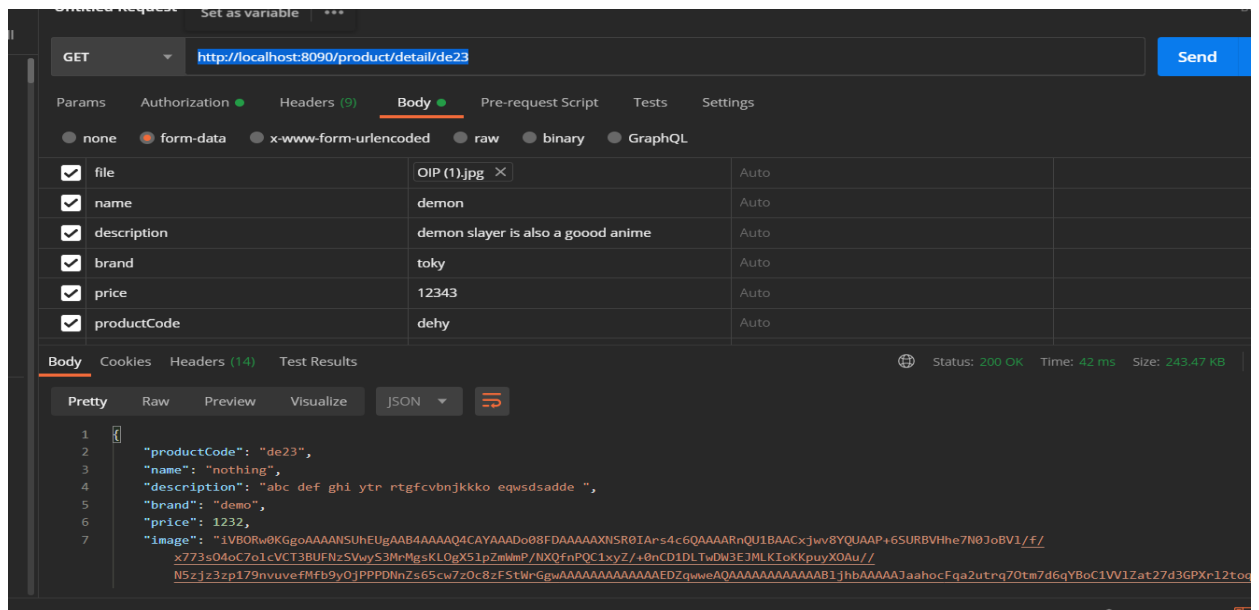 Untitled Request Set as variable
GET http://localhost:8090/product/detail/de23 Send
Params Authorization Headers (9) Body Pre-request Script Tests Settings
none form-data x-www-form-urlencoded raw binary GraphQL
file OIP (1).jpg Auto
name demon Auto
description demon slayer is also a goood anime Auto
brand toky Auto
price 12343 Auto
productCode dehy Auto
Body Cookies Headers (14) Test Results Status: 200 OK Time: 42 ms Size: 243.47 KB
Pretty Raw Preview Visualize JSON
1 {
2 "productCode": "de23",
3 "name": "nothing",
4 "description": "abc def ghi ytr rtgfcvbnjkkko eqwsdsadde ",
5 "brand": "demo",
6 "price": 1232,
7 "image": "iVBORw0KGgoAAAANSUhEUgAAB4AAAAQ4CAYAAADo08FDAAAAAXNSR0IArs4c6QAAAARnQU1BAACxjwv8YQUAAP+6SURBVHhe7N0JoBVl/f/
x773sO4oC7olcVCT3BUFNzSVwyS3MrMgsKLOgX5lpZmWmP/NXQfnPQC1xyZ/+0nCD1DLTwDW3EJMLKIoKKpuyXOAu//
N5zjz3zp179nvuvefMfb9yOjPPPDNnZs65cw7zOc8zFStWrGgwAAAAAAAAAAAAAEDZqwweAQAAAAAAAAAAAABljhbAAAAAJaahocFqa2utrq7Otm7d6qYBoC1VVlZat27d3GPXrl2toq